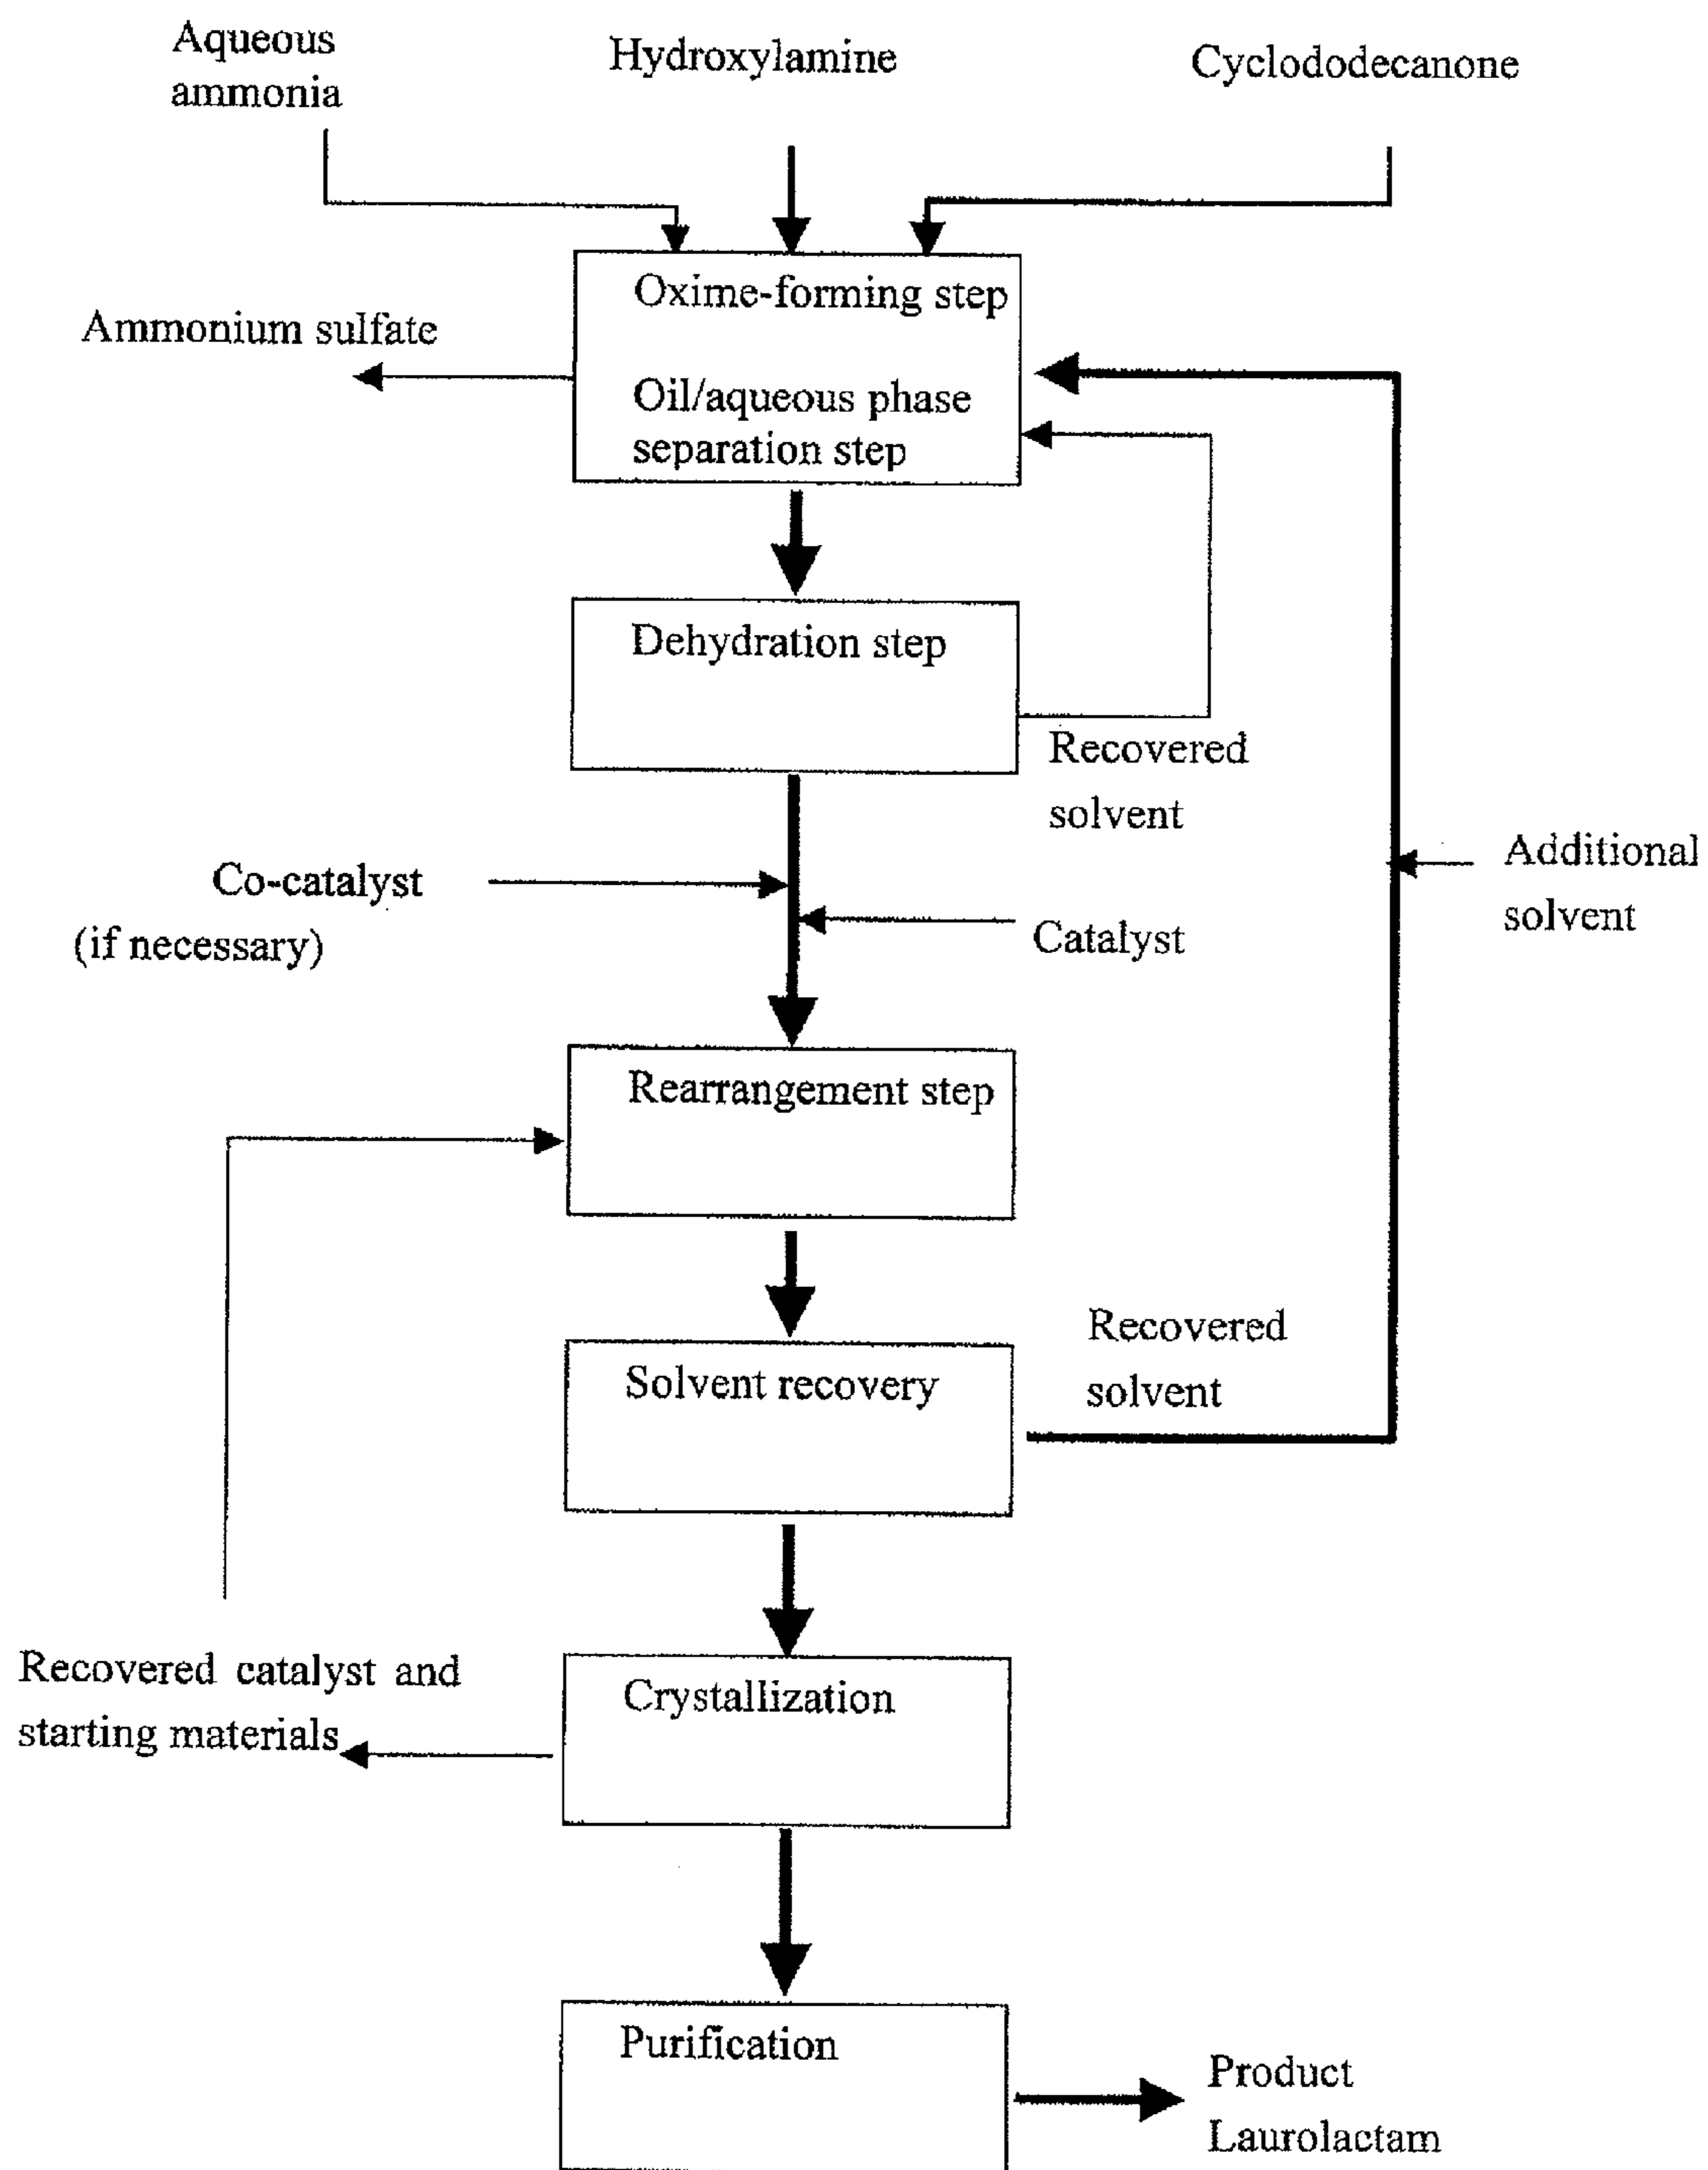 Aqueous
ammonia
Hydroxylamine
Cyclododecanone
Oxime-forming step
Ammonium sulfate
Oil/aqueous phase
separation step
Dehydration step
Recovered
solvent
Additional
solvent
Co-catalyst
(if necessary)
Catalyst
Rearrangement step
Recovered
solvent
Solvent recovery
Recovered catalyst and
starting materials
Crystallization
Purification
Product
Laurolactam